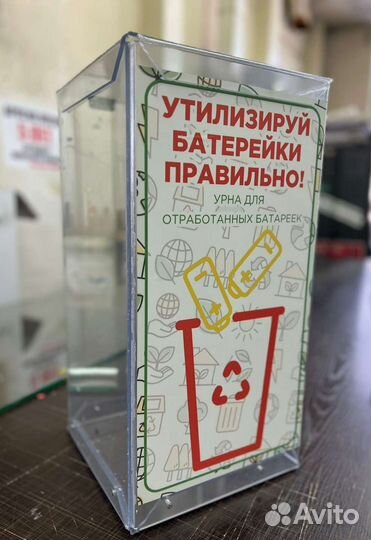 УТИЛИЗИРУЙ
БАТЕРЕЙКИ
ПРАВИЛЬНО!
УРНА ДЛЯ
ОТРАБОТАННЫХ БАТАРЕЕК
Avito